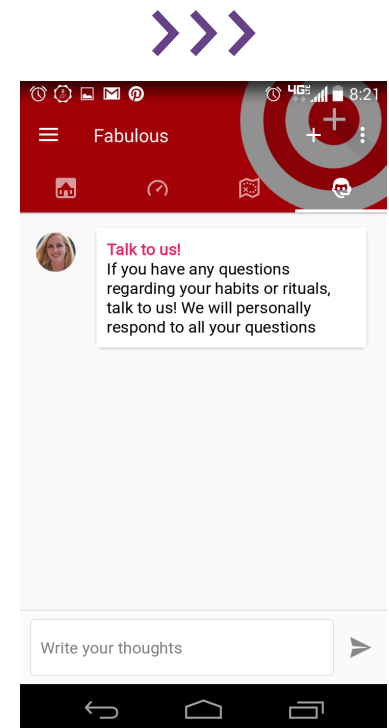 4G 8:21
Fabulous
Talk to us!
If you have any questions
regarding your habits or rituals,
talk to us! We will personally
respond to all your questions
Write your thoughts